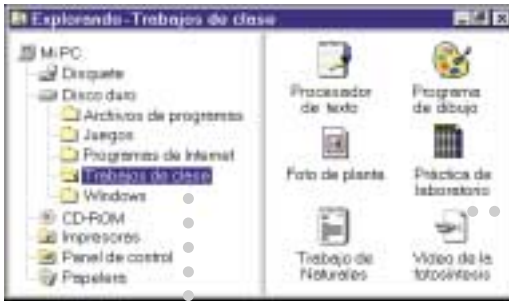 Explorando-Trabajos de clase
Mi PC
Disquete
Disco duro
Archivos de programas
Juegos
Programas de Internet
Trabajos de clase
Windows
CD-ROM
Impresoras
Panel de control
Papelera
Procesador
de texto
Programa
de dibujo
Foto de planta
Práctica de
laboratorio
Trabajo de
Naturales
Vídeo de la
fotosíntesis